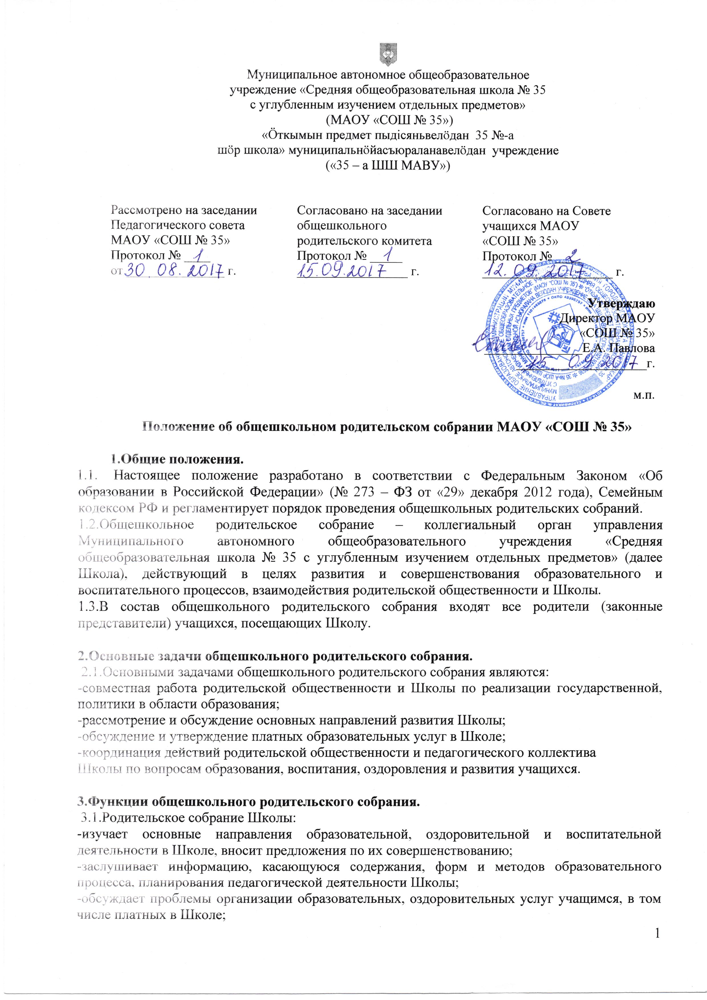 Муниципальное автономное общеобразовательное
учреждение «Средняя общеобразовательная школа № 35
с углубленным изучением отдельных предметов»
(МАОУ «СОШ № 35»)
«Öткымын предмет пыдiсяньвелöдан 35 №-а
шöр школа» муниципальнöйасъюраланавелöдан учреждение
(«35 – а ШШ МАВУ»)
Рассмотрено на заседании
Педагогического совета
МАОУ «СОШ № 35»
Протокол № 1
от 30. 08. 2017 г.
Согласовано на заседании
общешкольного
родительского комитета
Протокол № 1
15.09.2017 г.
Согласовано на Совете
учащихся МАОУ
«СОШ № 35»
Протокол № 2
12. 09. 2017 г.
Утверждаю
Директор МАОУ
«СОШ № 35»
Е.А. Павлова
15 09 2017 г.
м.п.
Положение об общешкольном родительском собрании МАОУ «СОШ № 35»
1.Общие положения.
1.1. Настоящее положение разработано в соответствии с Федеральным Законом «Об
образовании в Российской Федерации» (№ 273 – ФЗ от «29» декабря 2012 года), Семейным
кодексом РФ и регламентирует порядок проведения общешкольных родительских собраний.
1.2.Общешкольное родительское собрание – коллегиальный орган управления
Муниципального автономного общеобразовательного учреждения «Средняя
общеобразовательная школа № 35 с углубленным изучением отдельных предметов» (далее
Школа), действующий в целях развития и совершенствования образовательного и
воспитательного процессов, взаимодействия родительской общественности и Школы.
1.3.В состав общешкольного родительского собрания входят все родители (законные
представители) учащихся, посещающих Школу.
2.Основные задачи общешкольного родительского собрания.
2.1.Основными задачами общешкольного родительского собрания являются:
-совместная работа родительской общественности и Школы по реализации государственной,
политики в области образования;
-рассмотрение и обсуждение основных направлений развития Школы;
-обсуждение и утверждение платных образовательных услуг в Школе;
-координация действий родительской общественности и педагогического коллектива
Школы по вопросам образования, воспитания, оздоровления и развития учащихся.
3.Функции общешкольного родительского собрания.
3.1.Родительское собрание Школы:
-изучает основные направления образовательной, оздоровительной и воспитательной
деятельности в Школе, вносит предложения по их совершенствованию;
-заслушивает информацию, касающуюся содержания, форм и методов образовательного
процесса, планирования педагогической деятельности Школы;
-обсуждает проблемы организации образовательных, оздоровительных услуг учащимся, в том
числе платных в Школе;
1